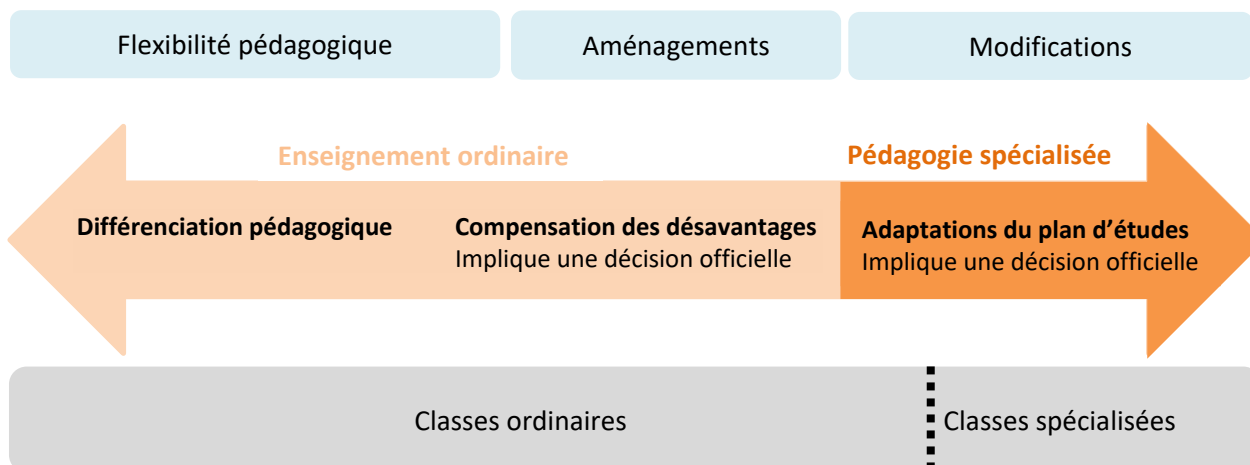 Flexibilité pédagogique
Aménagements
Modifications
Enseignement ordinaire
Pédagogie spécialisée
Différenciation pédagogique
Compensation des désavantages
Implique une décision officielle
Adaptations du plan d’études
Implique une décision officielle
Classes ordinaires
Classes spécialisées